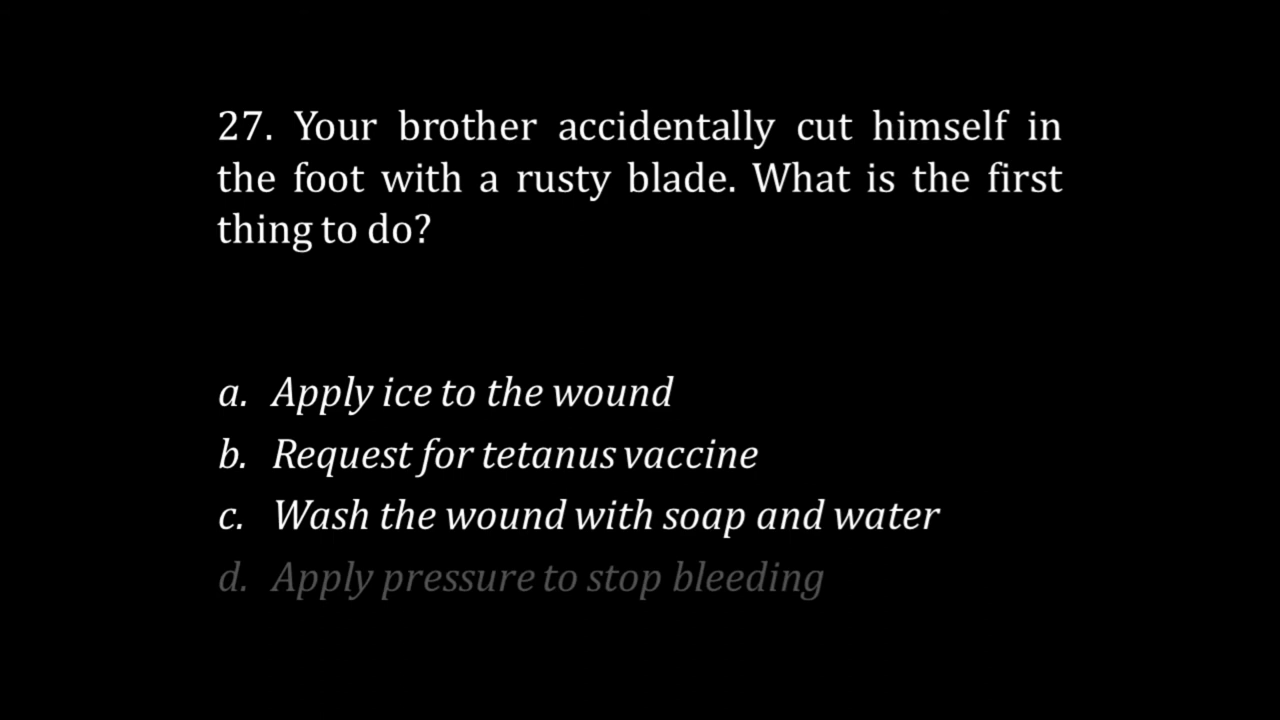 27. Your brother accidentally cut himself in
the foot with a rusty blade. What is the first
thing to do?
a. Apply ice to the wound
b. Request for tetanus vaccine
c. Wash the wound with soap and water
d. Apply pressure to stop bleeding